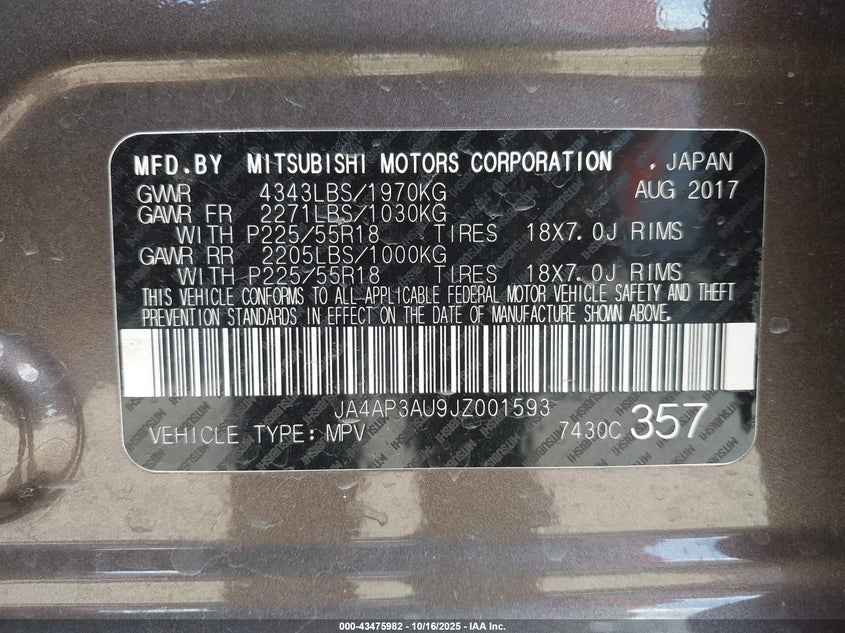 MFD.BY MITSUBISHI MOTORS CORPORATION , JAPAN
GVWR 4343LBS/1970KG AUG 2017
GAWR FR 2271LBS/1030KG
WITH P225/55R18 TIRES 18X7.0J RIMS
GAWR RR 2205LBS/1000KG
WITH P225/55R18 TIRES 18X7.0J RIMS
THIS VEHICLE CONFORMS TO ALL APPLICABLE FEDERAL MOTOR VEHICLE SAFETY AND THEFT
PREVENTION STANDARDS IN EFFECT ON THE DATE OF MANUFACTURE SHOWN ABOVE.
JA4AP3AU9JZ001593
VEHICLE TYPE: MPV 7430C 357
000-43475982 - 10/16/2025 - IAA Inc.